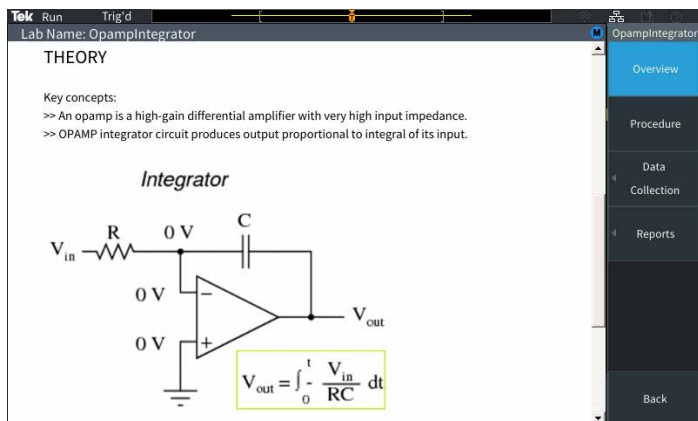 Tek Run Trig'd
Lab Name: OpampIntegrator
M
OpampIntegrator
THEORY
Key concepts:
>> An opamp is a high-gain differential amplifier with very high input impedance.
>> OPAMP integrator circuit produces output proportional to integral of its input.
Integrator
R 0 V C
Vin
0 V −
Vout
0 V +
Vout = ∫0t - Vin/RC dt
Overview
Procedure
Data
Collection
Reports
Back